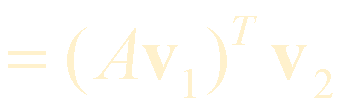 = (Av₁)ᵀ v₂